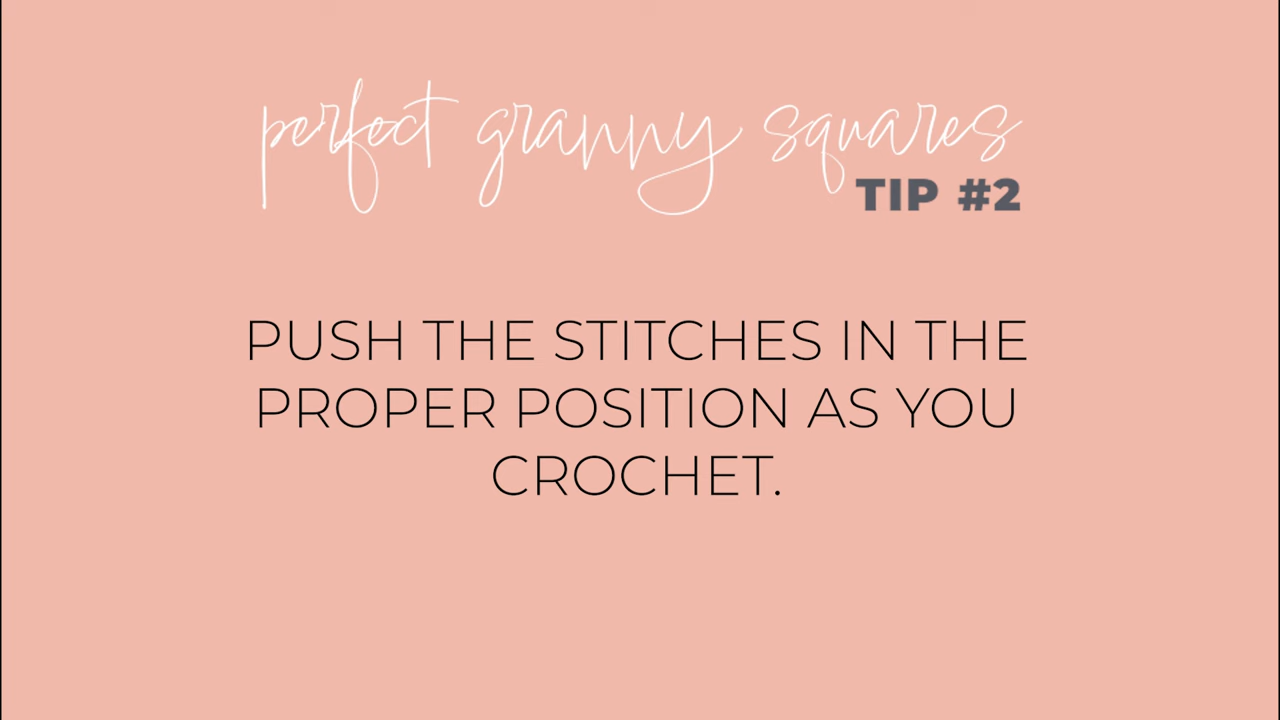 perfect granny squares
TIP #2
PUSH THE STITCHES IN THE
PROPER POSITION AS YOU
CROCHET.